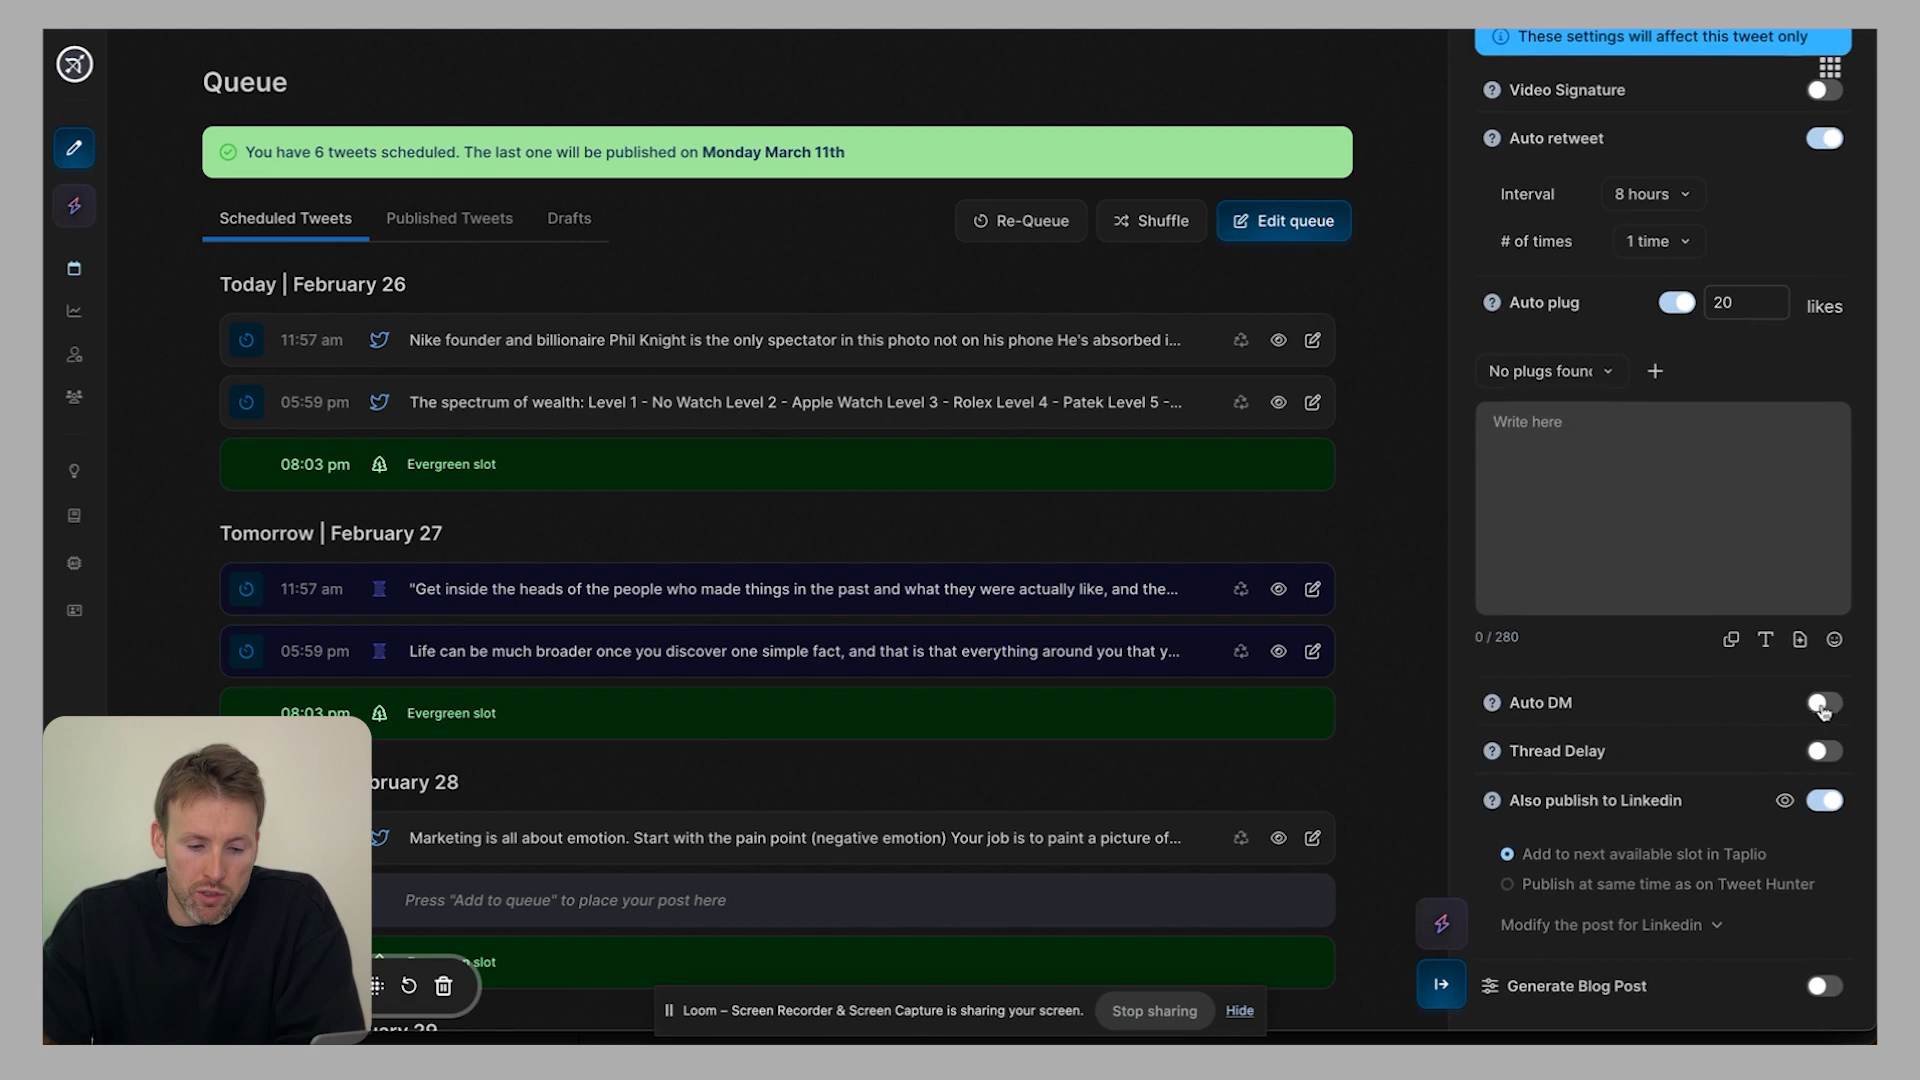 These settings will affect this tweet only
Queue
Video Signature
You have 6 tweets scheduled. The last one will be published on Monday March 11th
Auto retweet
Interval
8 hours
# of times
1 time
Scheduled Tweets
Published Tweets
Drafts
Re-Queue
Shuffle
Edit queue
Today | February 26
11:57 am
Nike founder and billionaire Phil Knight is the only spectator in this photo not on his phone He's absorbed i...
05:59 pm
The spectrum of wealth: Level 1 - No Watch Level 2 - Apple Watch Level 3 - Rolex Level 4 - Patek Level 5 -...
08:03 pm
Evergreen slot
Tomorrow | February 27
11:57 am
"Get inside the heads of the people who made things in the past and what they were actually like, and the...
05:59 pm
Life can be much broader once you discover one simple fact, and that is that everything around you that y...
08:03 pm
Evergreen slot
bruary 28
Marketing is all about emotion. Start with the pain point (negative emotion) Your job is to paint a picture of...
Press "Add to queue" to place your post here
slot
Auto plug
20
likes
No plugs found
Write here
0 / 280
Auto DM
Thread Delay
Also publish to Linkedin
Add to next available slot in Taplio
Publish at same time as on Tweet Hunter
Modify the post for Linkedin
Generate Blog Post
Loom – Screen Recorder & Screen Capture is sharing your screen.
Stop sharing
Hide